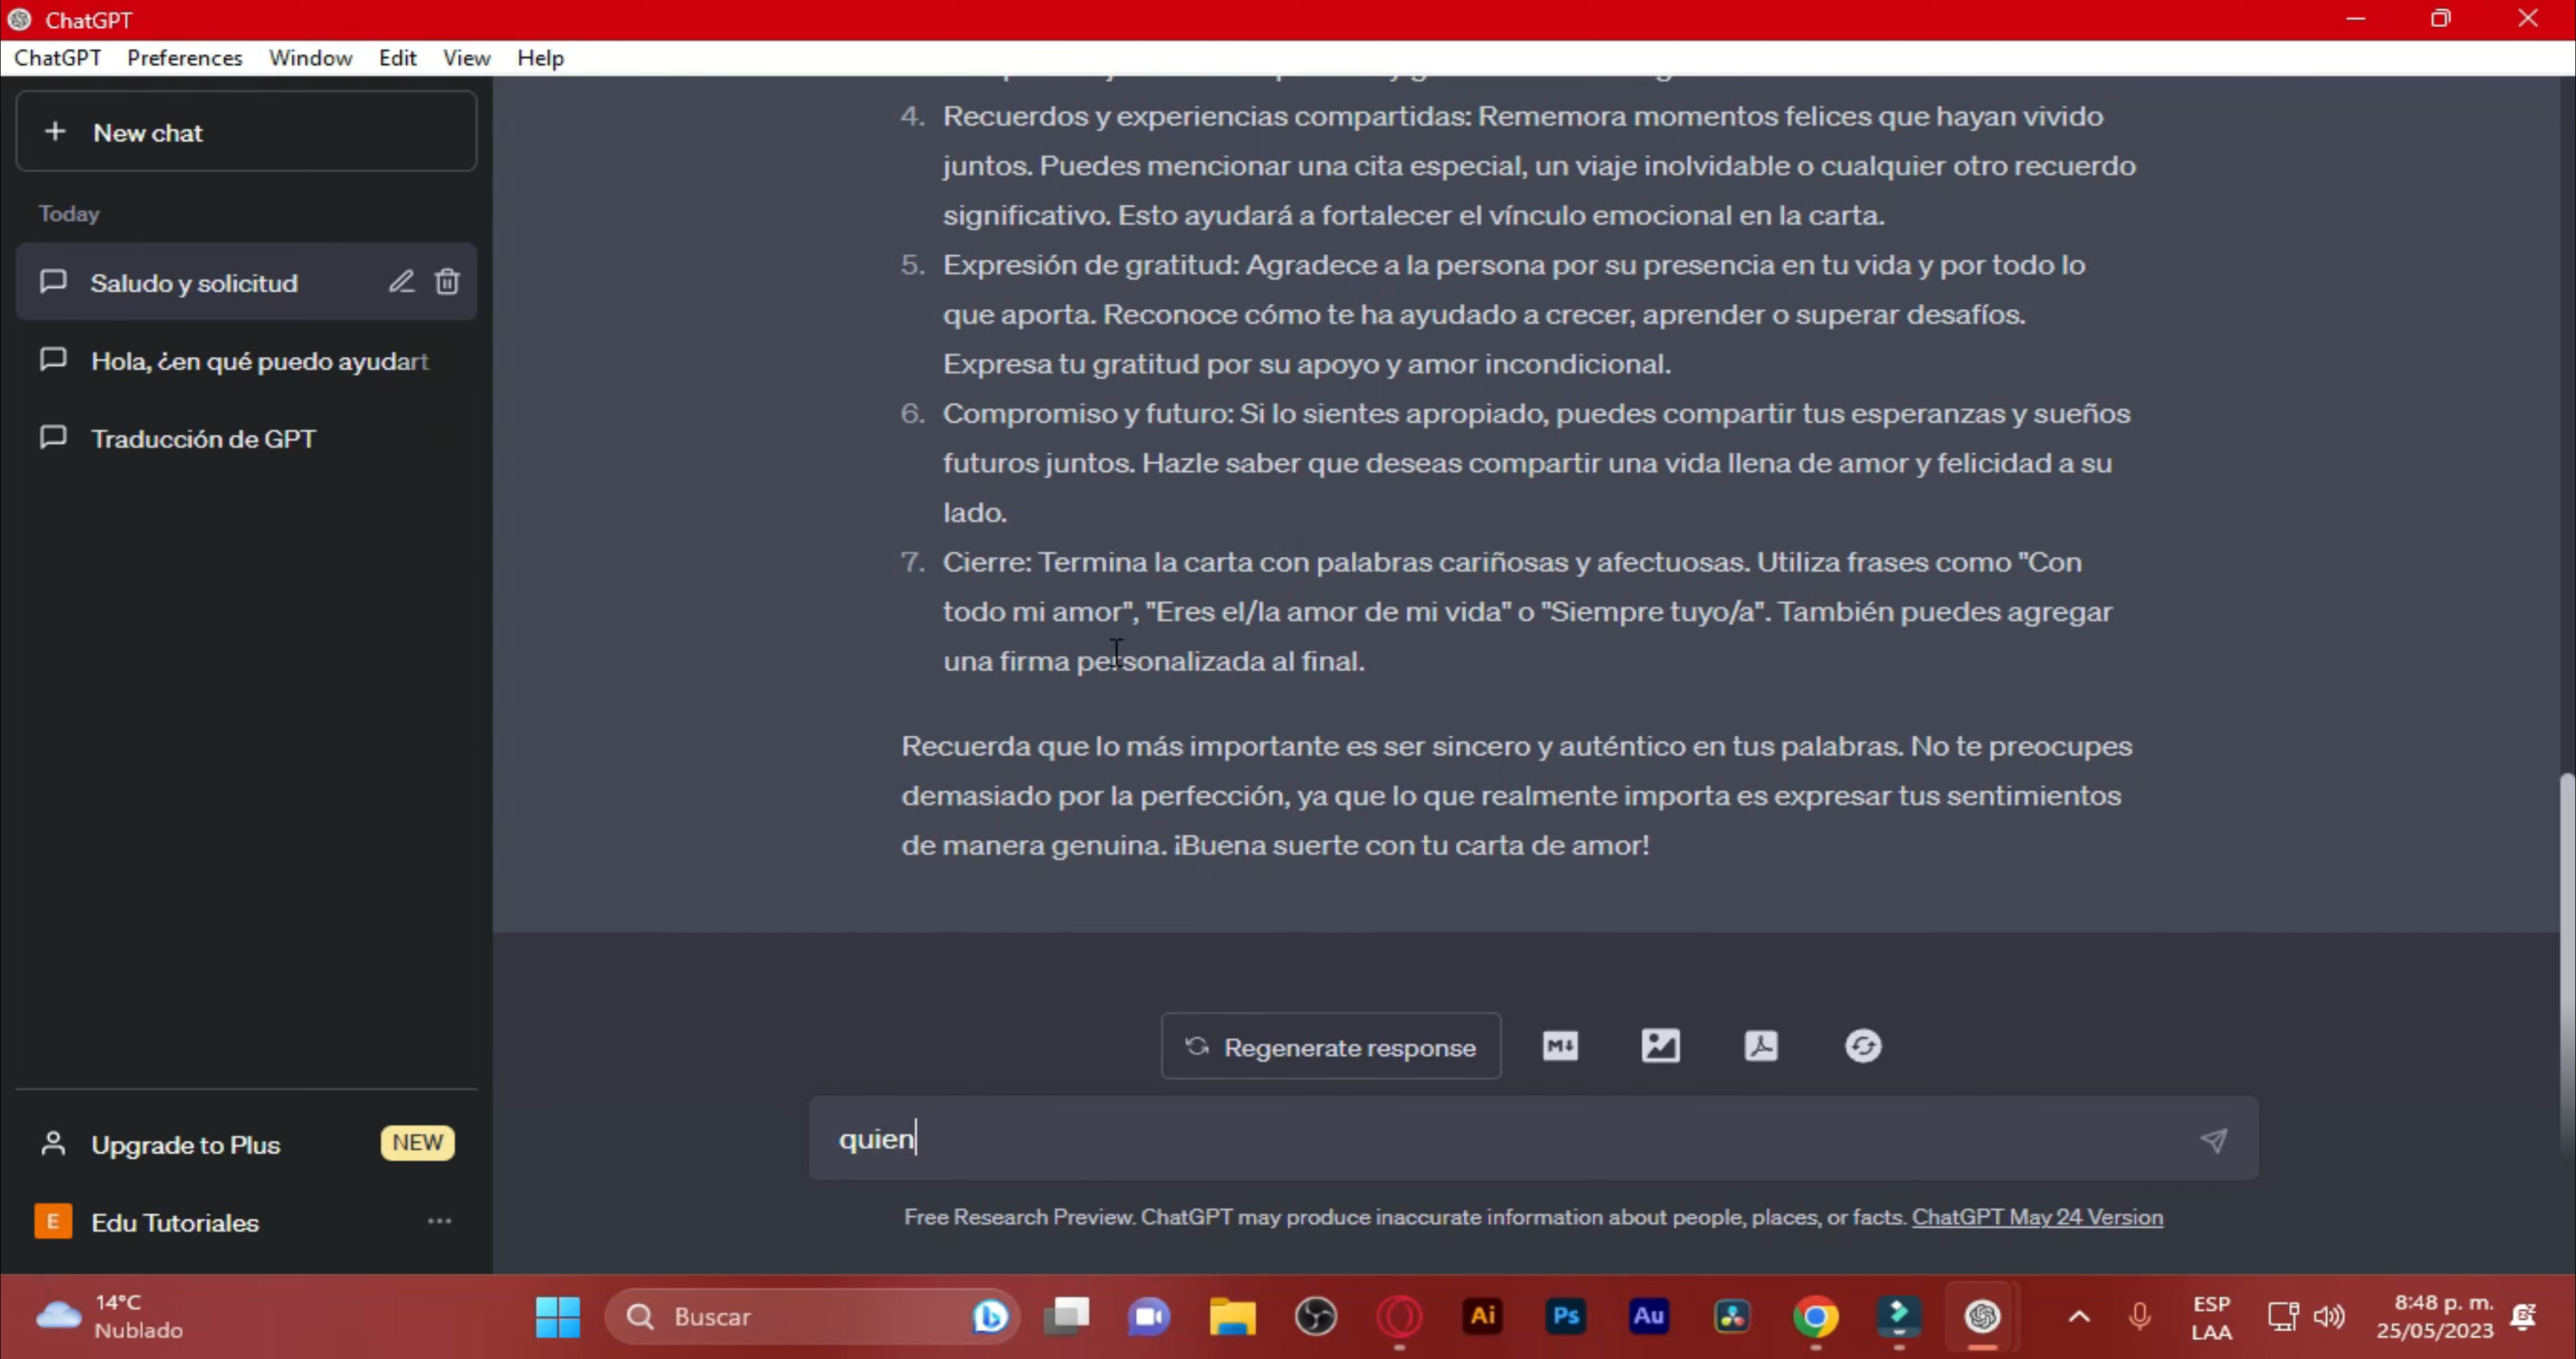 ChatGPT
ChatGPT Preferences Window Edit View Help
New chat
Today
Saludo y solicitud
Hola, ¿en qué puedo ayudart
Traducción de GPT
4. Recuerdos y experiencias compartidas: Rememora momentos felices que hayan vivido
juntos. Puedes mencionar una cita especial, un viaje inolvidable o cualquier otro recuerdo
significativo. Esto ayudará a fortalecer el vínculo emocional en la carta.
5. Expresión de gratitud: Agradece a la persona por su presencia en tu vida y por todo lo
que aporta. Reconoce cómo te ha ayudado a crecer, aprender o superar desafíos.
Expresa tu gratitud por su apoyo y amor incondicional.
6. Compromiso y futuro: Si lo sientes apropiado, puedes compartir tus esperanzas y sueños
futuros juntos. Hazle saber que deseas compartir una vida llena de amor y felicidad a su
lado.
7. Cierre: Termina la carta con palabras cariñosas y afectuosas. Utiliza frases como "Con
todo mi amor", "Eres el/la amor de mi vida" o "Siempre tuyo/a". También puedes agregar
una firma personalizada al final.
Recuerda que lo más importante es ser sincero y auténtico en tus palabras. No te preocupes
demasiado por la perfección, ya que lo que realmente importa es expresar tus sentimientos
de manera genuina. ¡Buena suerte con tu carta de amor!
Regenerate response
M
quien
Free Research Preview. ChatGPT may produce inaccurate information about people, places, or facts. ChatGPT May 24 Version
Upgrade to Plus NEW
E Edu Tutoriales
14°C
Nublado
Buscar
b
Ai
Ps
Au
ESP
LAA
8:48 p. m.
25/05/2023